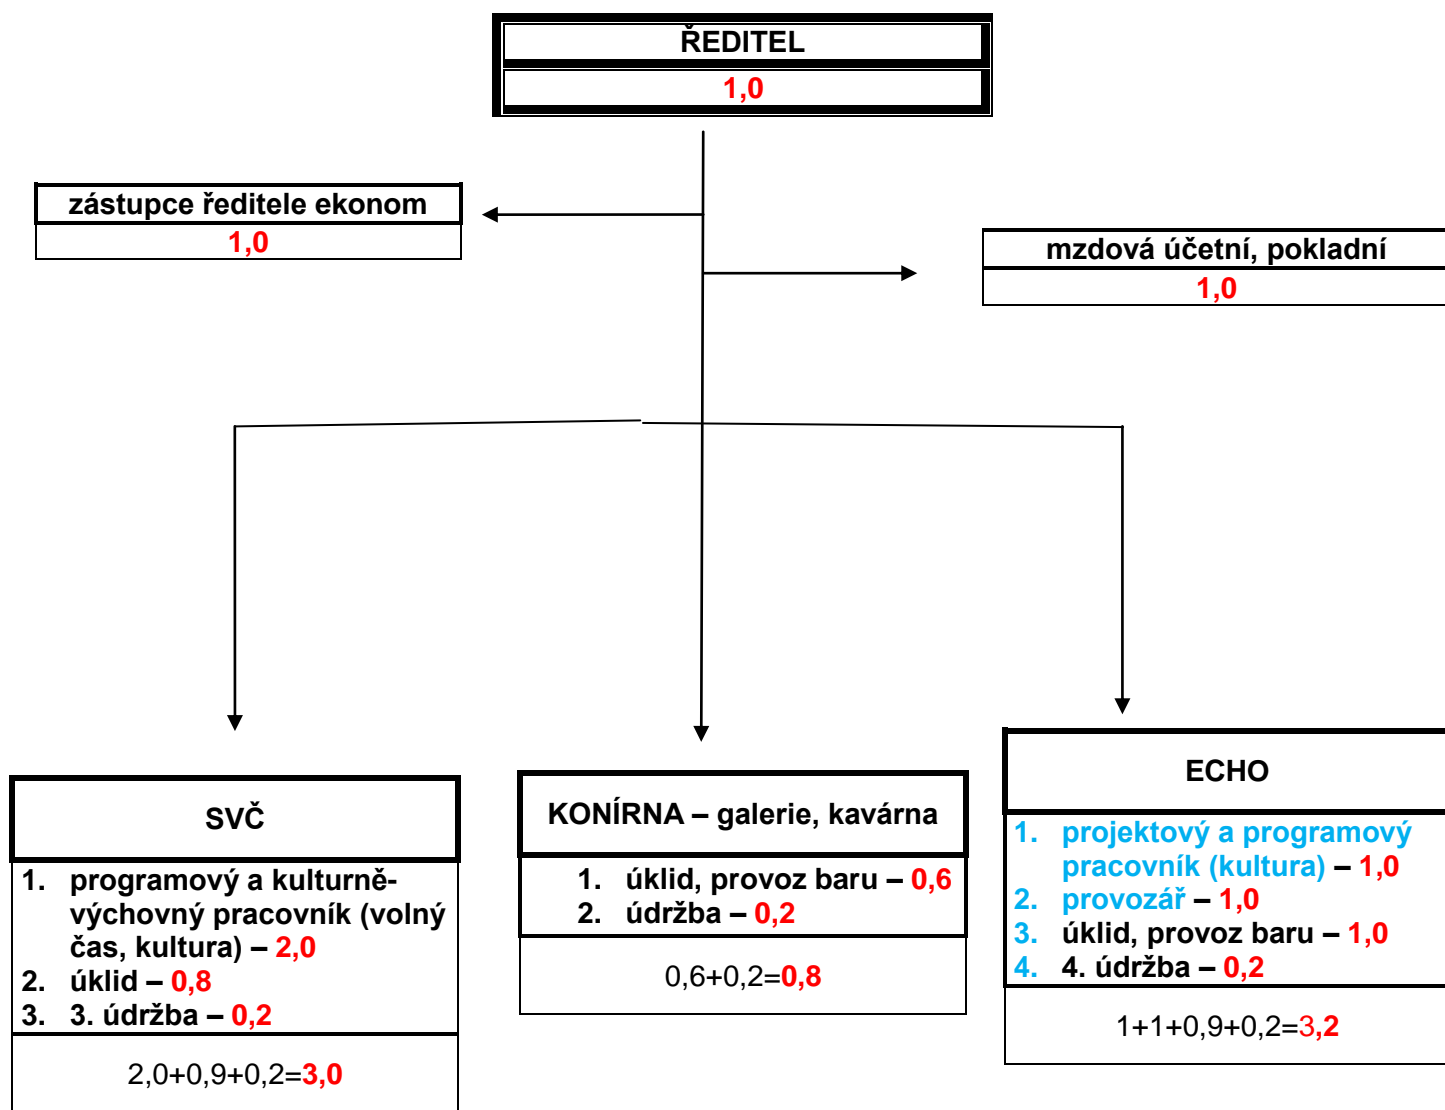 ŘEDITEL
1,0
zástupce ředitele ekonom
1,0
mzdová účetní, pokladní
1,0
SVČ
1. programový a kulturně-
výchovný pracovník (volný
čas, kultura) – 2,0
2. úklid – 0,8
3. 3. údržba – 0,2
2,0+0,9+0,2=3,0
KONÍRNA – galerie, kavárna
1. úklid, provoz baru – 0,6
2. údržba – 0,2
0,6+0,2=0,8
ECHO
1. projektový a programový
pracovník (kultura) – 1,0
2. provozář – 1,0
3. úklid, provoz baru – 1,0
4. 4. údržba – 0,2
1+1+0,9+0,2=3,2